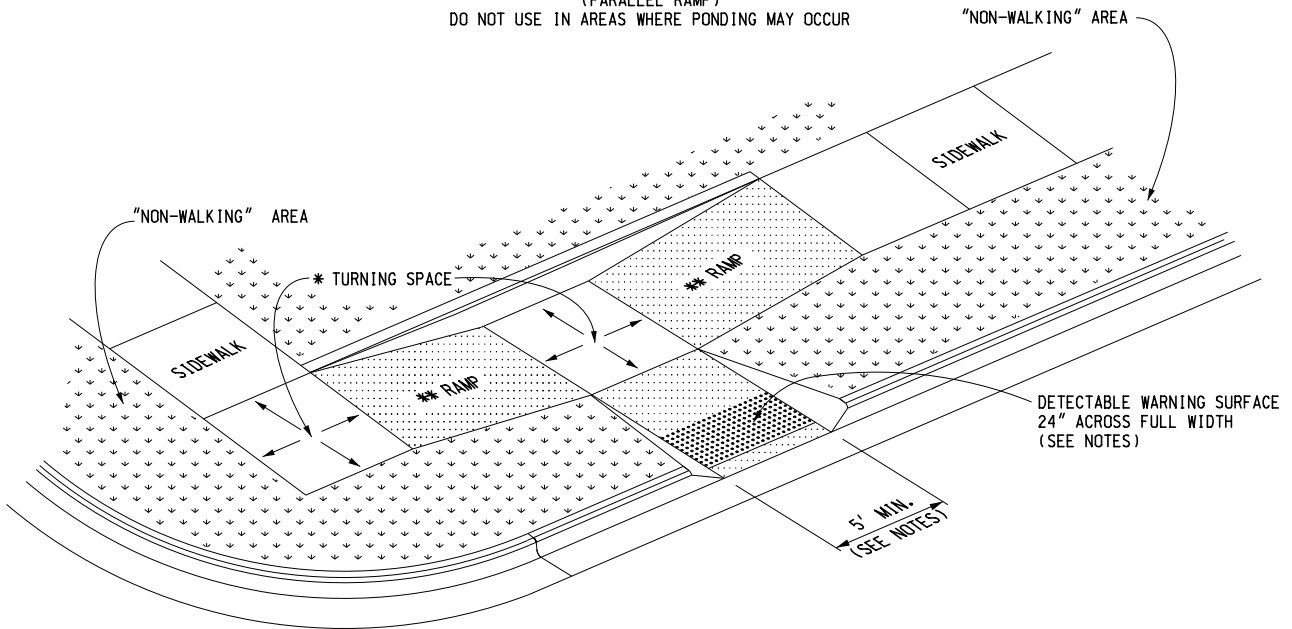 (PARALLEL RAMP)
DO NOT USE IN AREAS WHERE PONDING MAY OCCUR
"NON-WALKING" AREA
SIDEWALK
"NON-WALKING" AREA
** RAMP
* TURNING SPACE
SIDEWALK
** RAMP
DETECTABLE WARNING SURFACE
24" ACROSS FULL WIDTH
(SEE NOTES)
5' MIN.
(SEE NOTES)